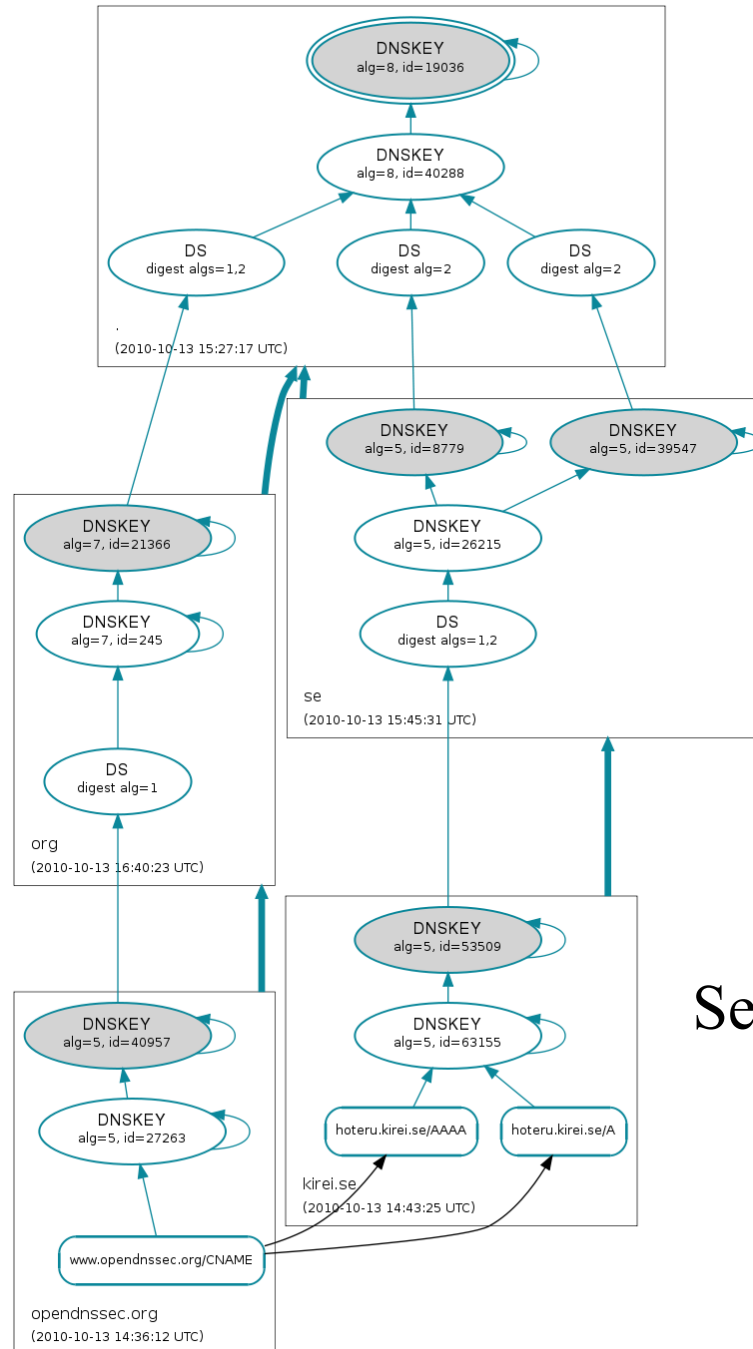 DNSKEY
alg=8, id=19036
DNSKEY
alg=8, id=40288
DS
digest algs=1,2
DS
digest alg=2
DS
digest alg=2
.
(2010-10-13 15:27:17 UTC)
DNSKEY
alg=5, id=8779
DNSKEY
alg=5, id=39547
DNSKEY
alg=5, id=26215
DS
digest algs=1,2
se
(2010-10-13 15:45:31 UTC)
DNSKEY
alg=7, id=21366
DNSKEY
alg=7, id=245
DS
digest alg=1
org
(2010-10-13 16:40:23 UTC)
DNSKEY
alg=5, id=53509
DNSKEY
alg=5, id=63155
hoteru.kirei.se/AAAA
hoteru.kirei.se/A
kirei.se
(2010-10-13 14:43:25 UTC)
DNSKEY
alg=5, id=40957
DNSKEY
alg=5, id=27263
www.opendnssec.org/CNAME
opendnssec.org
(2010-10-13 14:36:12 UTC)
Se